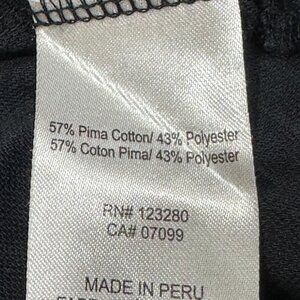 57% Pima Cotton/ 43% Polyester
57% Coton Pima/ 43% Polyester
RN# 123280
CA# 07099
MADE IN PERU